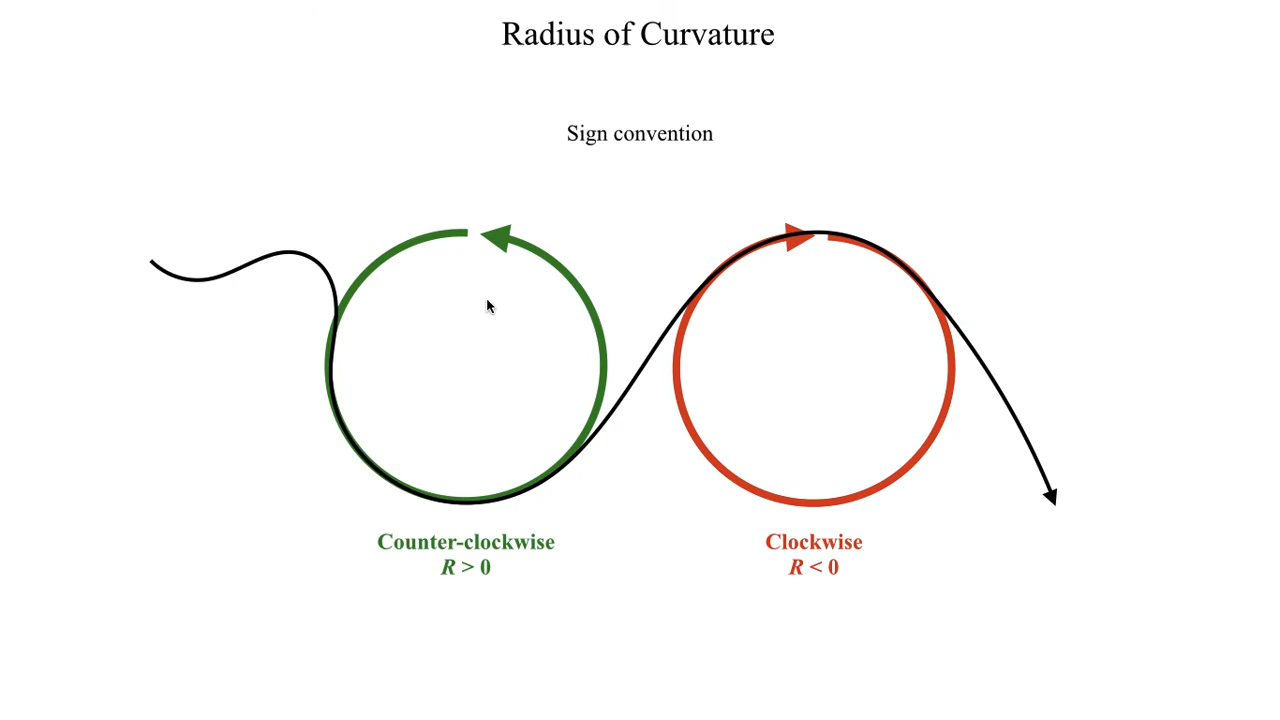 Radius of Curvature
Sign convention
Counter-clockwise
R > 0
Clockwise
R < 0